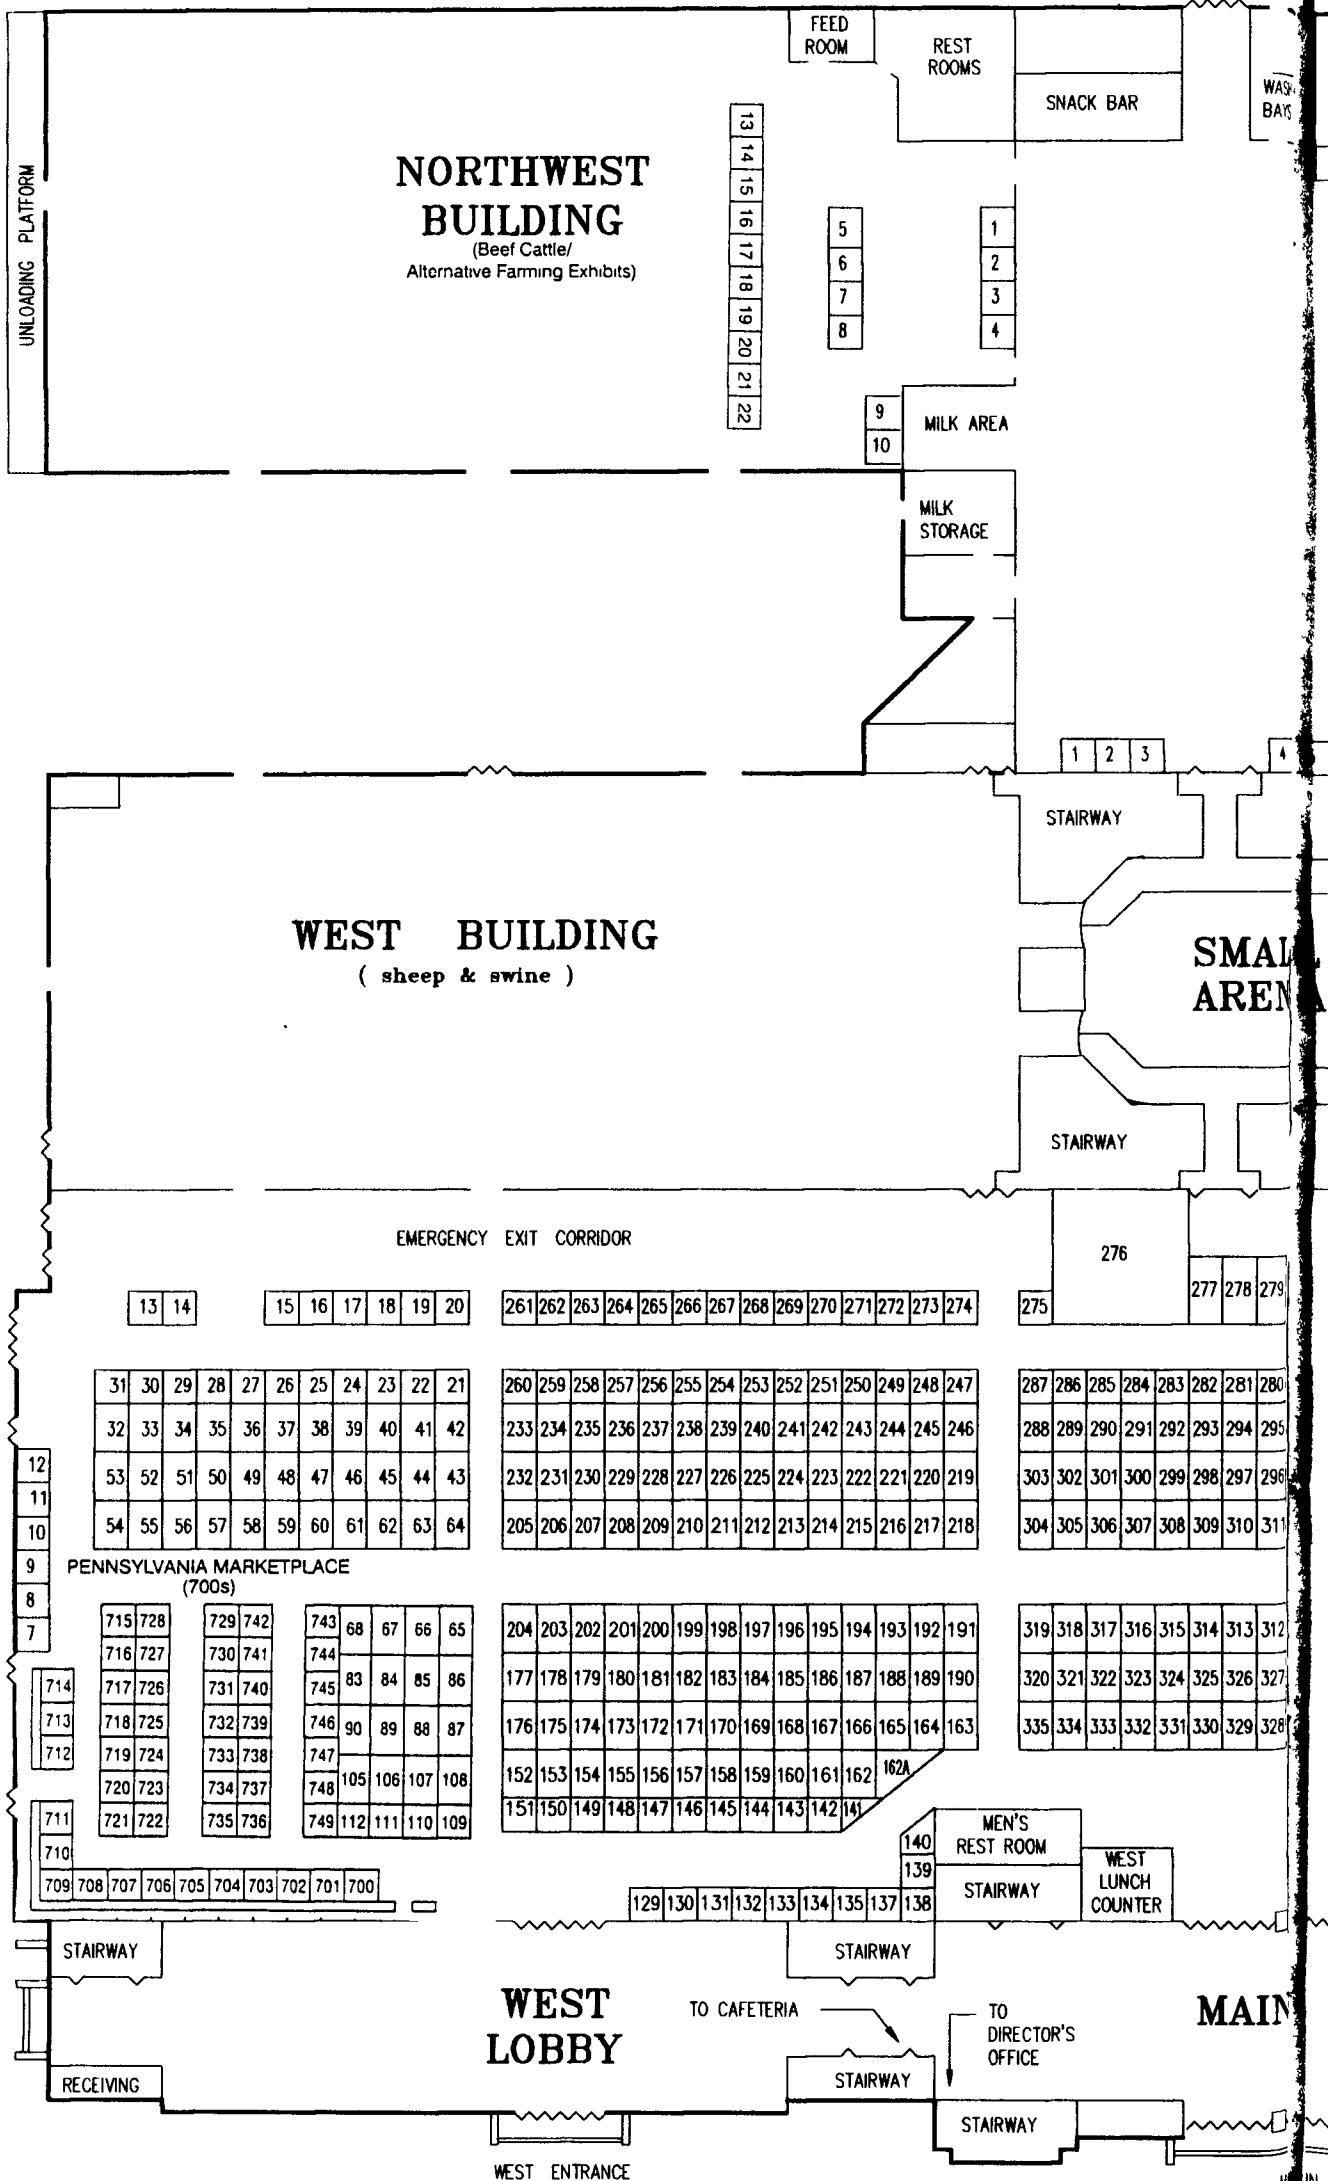 FEED
ROOM
REST
ROOMS
SNACK BAR
UNLOADING PLATFORM
NORTHWEST
BUILDING
(Beef Cattle/
Alternative Farming Exhibits)
13 14 15 16 17 18 19 20 21 22
5
6
7
8
1
2
3
4
9
10
MILK AREA
MILK
STORAGE
1 2 3 4
STAIRWAY
WEST BUILDING
( sheep & swine )
STAIRWAY
EMERGENCY EXIT CORRIDOR
276
277 278 279
13 14 15 16 17 18 19 20 261 262 263 264 265 266 267 268 269 270 271 272 273 274 275
31 30 29 28 27 26 25 24 23 22 21 260 259 258 257 256 255 254 253 252 251 250 249 248 247 287 286 285 284 283 282 281 280
32 33 34 35 36 37 38 39 40 41 42 233 234 235 236 237 238 239 240 241 242 243 244 245 246 288 289 290 291 292 293 294 295
53 52 51 50 49 48 47 46 45 44 43 232 231 230 229 228 227 226 225 224 223 222 221 220 219 303 302 301 300 299 298 297 296
54 55 56 57 58 59 60 61 62 63 64 205 206 207 208 209 210 211 212 213 214 215 216 217 218 304 305 306 307 308 309 310 311
12
11
10
9
8
7
PENNSYLVANIA MARKETPLACE
(700s)
715 728 729 742 743
716 727 730 741 744
717 726 731 740 745
718 725 732 739 746
719 724 733 738 747
720 723 734 737 748
721 722 735 736 749
68 67 66 65
83 84 85 86
90 89 88 87
105 106 107 108
112 111 110 109
204 203 202 201 200 199 198 197 196 195 194 193 192 191 319 318 317 316 315 314 313 312
177 178 179 180 181 182 183 184 185 186 187 188 189 190 320 321 322 323 324 325 326 327
176 175 174 173 172 171 170 169 168 167 166 165 164 163 335 334 333 332 331 330 329 328
152 153 154 155 156 157 158 159 160 161 162 162A
151 150 149 148 147 146 145 144 143 142 141
714
713
712
711
710
709 708 707 706 705 704 703 702 701 700
140
139
129 130 131 132 133 134 135 137 138
MEN'S
REST ROOM
STAIRWAY
WEST
LUNCH
COUNTER
STAIRWAY
STAIRWAY
WEST
LOBBY
TO CAFETERIA
TO
DIRECTOR'S
OFFICE
MAIN
RECEIVING
STAIRWAY
STAIRWAY
WEST ENTRANCE